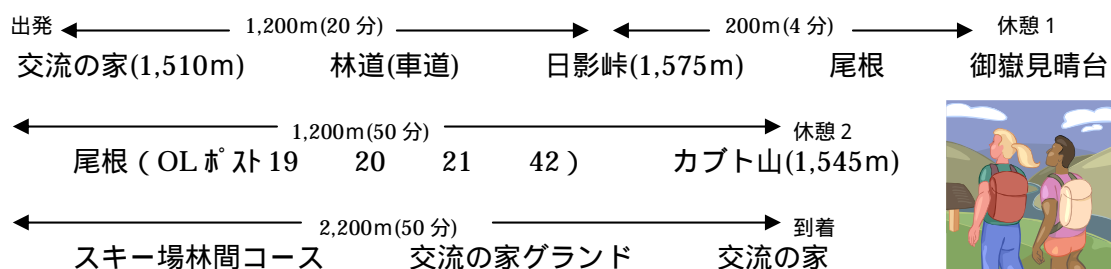 出発 1,200m(20分) 200m(4分) 休憩1
交流の家(1,510m) 林道(車道) 日影峠(1,575m) 尾根 御嶽見晴台
1,200m(50分) 休憩2
尾根(OLポスト19 20 21 42) カブト山(1,545m)
2,200m(50分) 到着
スキー場林間コース 交流の家グランド 交流の家